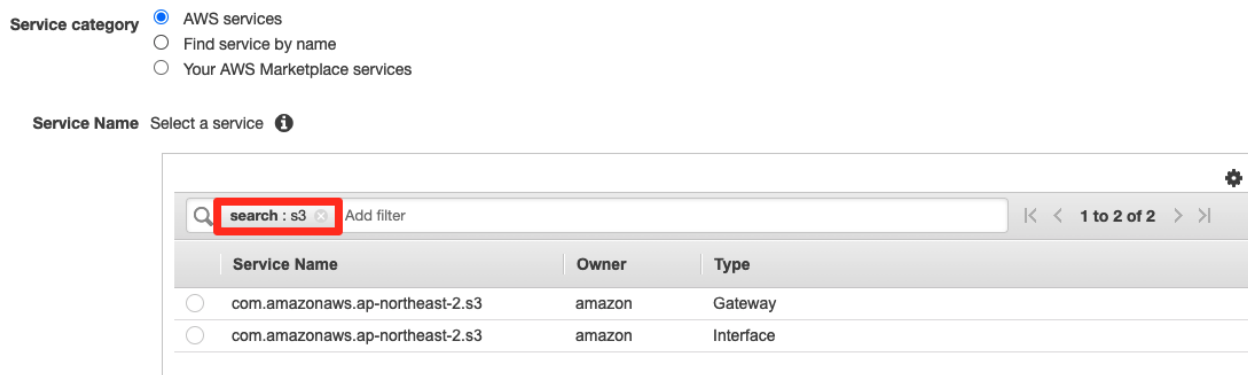 Service category
AWS services
Find service by name
Your AWS Marketplace services
Service Name Select a service
search : s3 Add filter
1 to 2 of 2
Service Name Owner Type
com.amazonaws.ap-northeast-2.s3 amazon Gateway
com.amazonaws.ap-northeast-2.s3 amazon Interface